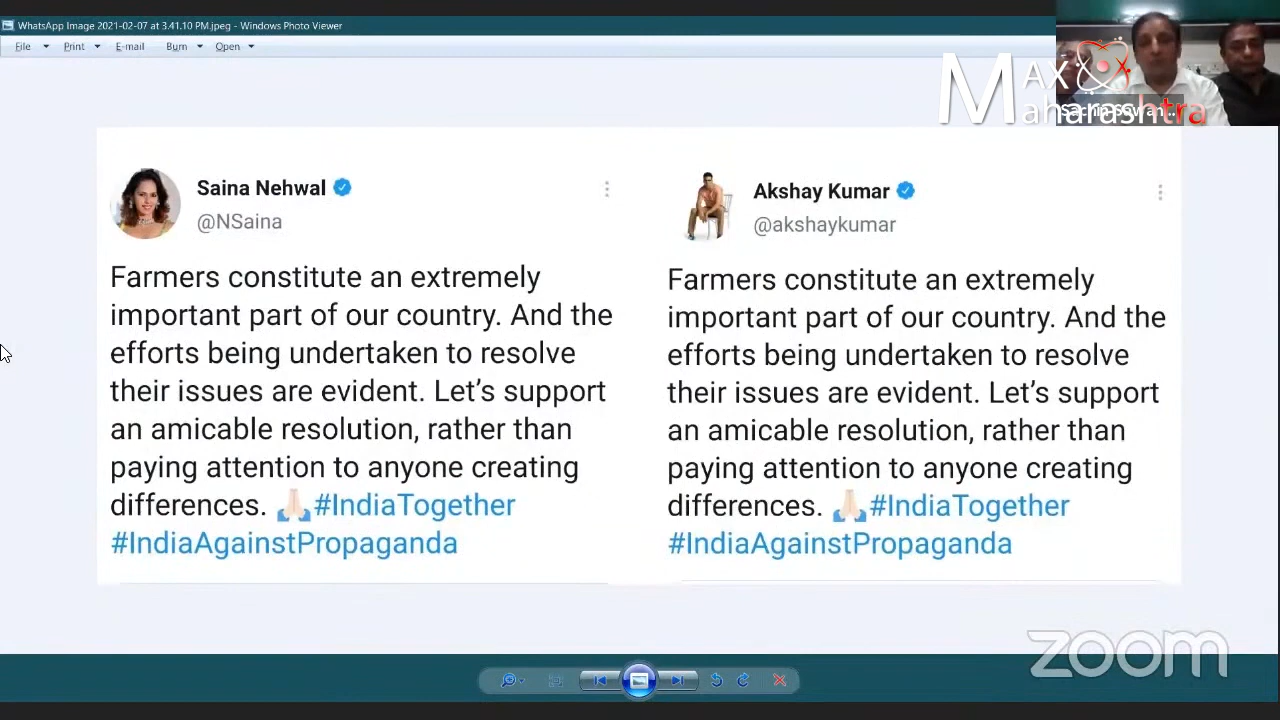 WhatsApp Image 2021-02-07 at 3.41.10 PM.jpeg - Windows Photo Viewer
File Print E-mail Burn Open
MAX
Maharashtra
Sachin Sawan...
Saina Nehwal
@NSaina
Farmers constitute an extremely
important part of our country. And the
efforts being undertaken to resolve
their issues are evident. Let’s support
an amicable resolution, rather than
paying attention to anyone creating
differences. 🙏🏻#IndiaTogether
#IndiaAgainstPropaganda
Akshay Kumar
@akshaykumar
Farmers constitute an extremely
important part of our country. And the
efforts being undertaken to resolve
their issues are evident. Let’s support
an amicable resolution, rather than
paying attention to anyone creating
differences. 🙏🏻#IndiaTogether
#IndiaAgainstPropaganda
zoom